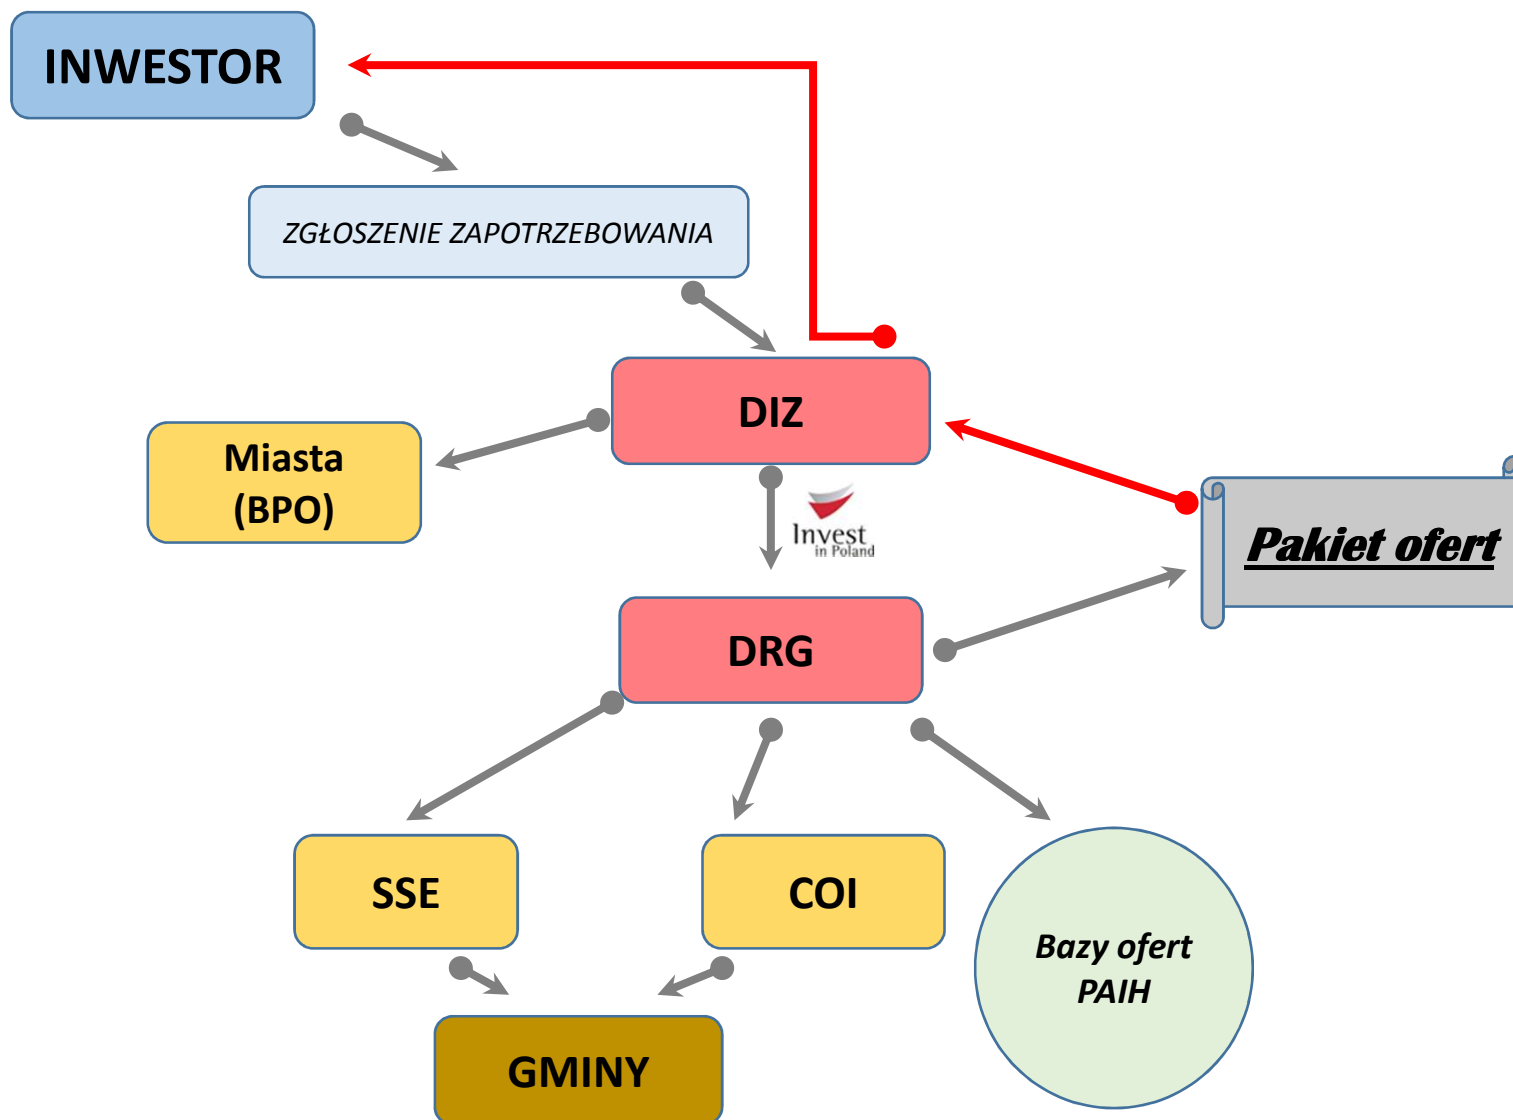 INWESTOR
ZGŁOSZENIE ZAPOTRZEBOWANIA
DIZ
Miasta
(BPO)
Invest
in Poland
Pakiet ofert
DRG
SSE
COI
Bazy ofert
PAIH
GMINY